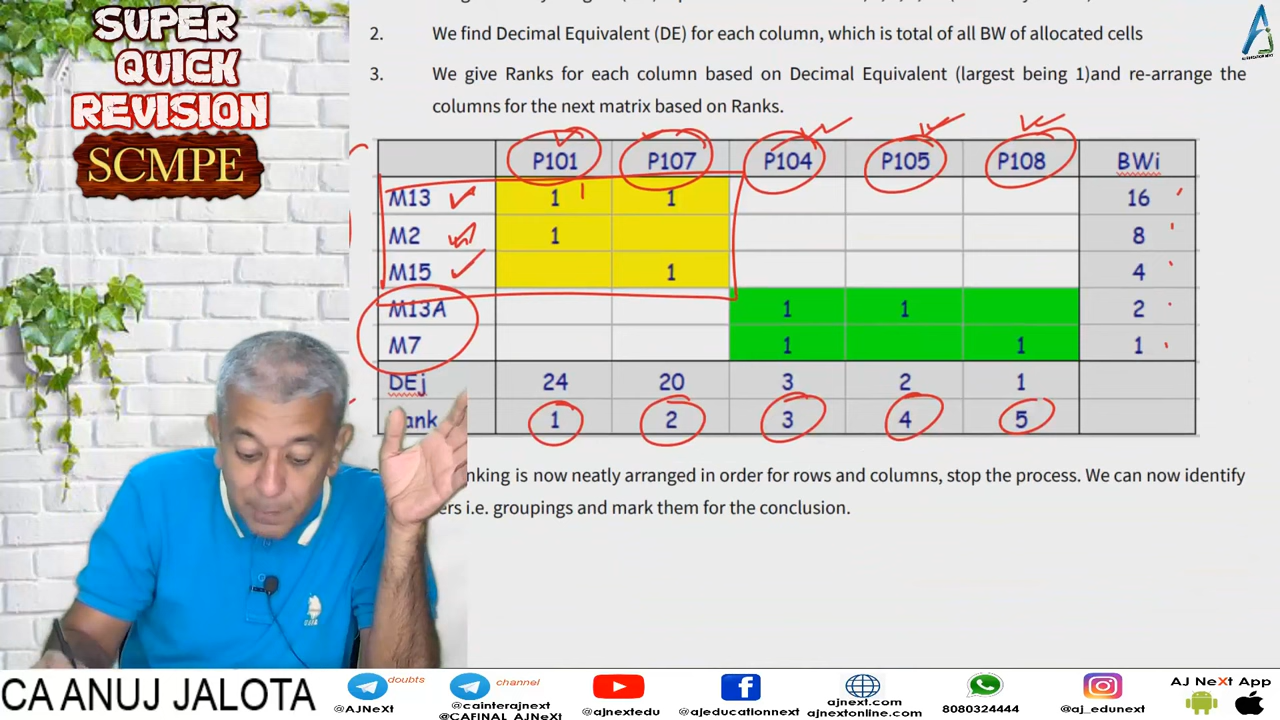 SUPER
QUICK
REVISION
SCMPE
2. We find Decimal Equivalent (DE) for each column, which is total of all BW of allocated cells
3. We give Ranks for each column based on Decimal Equivalent (largest being 1)and re-arrange the
columns for the next matrix based on Ranks.
P101 P107 P104 P105 P108 BWi
M13 1 1 16
M2 1 8
M15 1 4
M13A 1 1 2
M7 1 1 1
DEj 24 20 3 2 1
1 2 3 4 5
is now neatly arranged in order for rows and columns, stop the process. We can now identify
i.e. groupings and mark them for the conclusion.
CA ANUJ JALOTA
doubts
@AJNeXt
channel
@cainterajnext
@CAFINAL_AJNeXt
@ajnextedu
@ajeducationnext
ajnext.com
ajnextonline.com
8080324444
@aj_edunext
AJ NeXt App